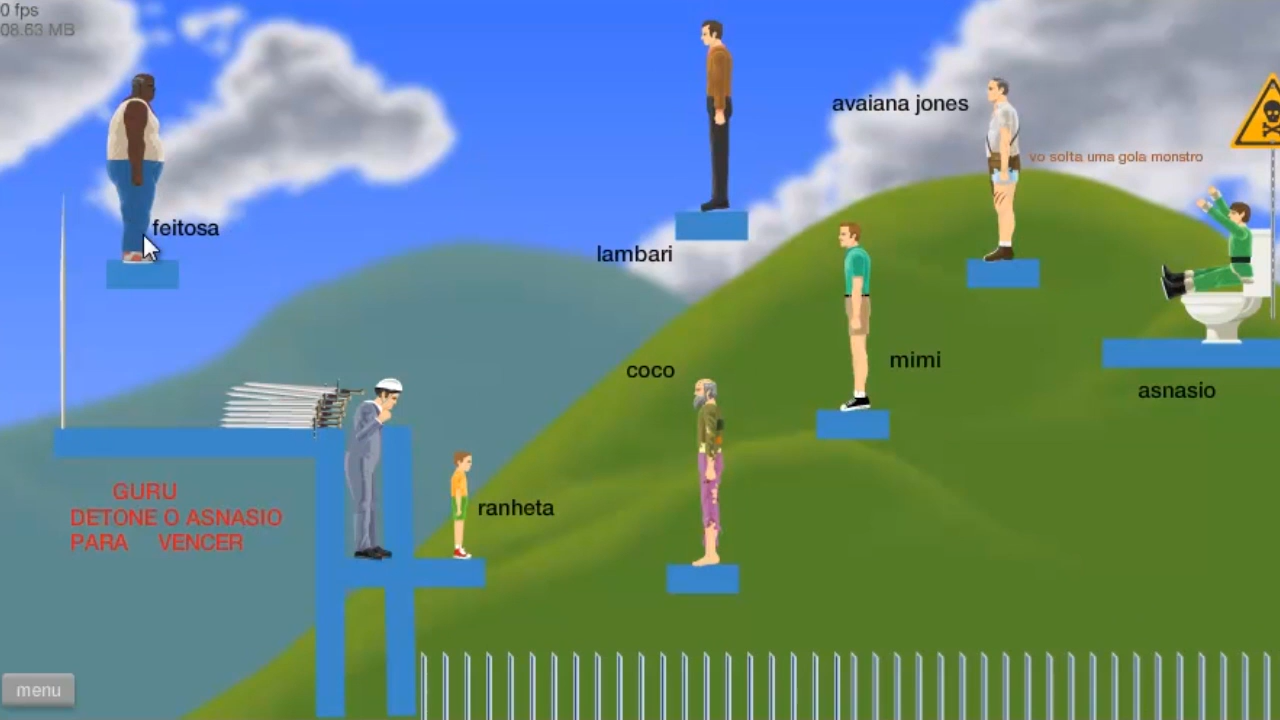 0 fps
08.63 MB
avaiana jones
vo solta uma gola monstro
feitosa
lambari
mimi
coco
asnasio
GURU
DETONE O ASNASIO
PARA VENCER
ranheta
menu